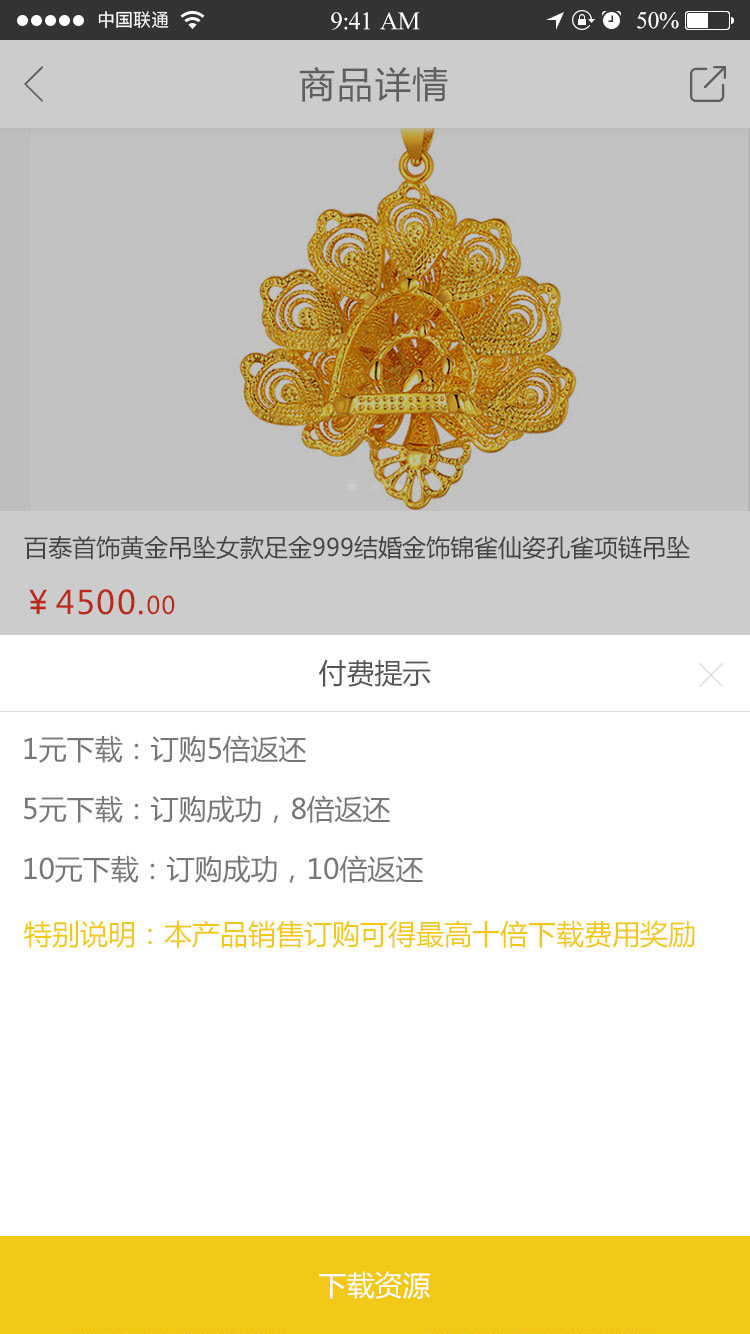 中国联通 9:41 AM 50%
商品详情
百泰首饰黄金吊坠女款足金999结婚金饰锦雀仙姿孔雀项链吊坠
¥4500.00
付费提示
1元下载：订购5倍返还
5元下载：订购成功，8倍返还
10元下载：订购成功，10倍返还
特别说明：本产品销售订购可得最高十倍下载费用奖励
下载资源